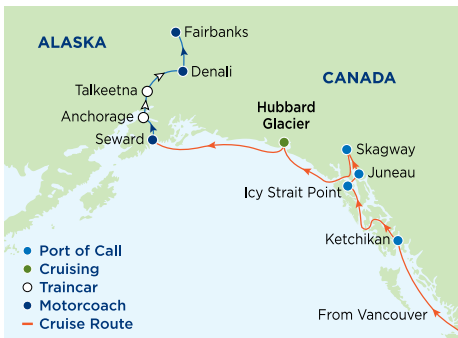 Fairbanks
ALASKA
Denali
CANADA
Talkeetna
Hubbard
Glacier
Anchorage
Seward
Skagway
Juneau
Icy Strait Point
Ketchikan
Port of Call
Cruising
Traincar
Motorcoach
Cruise Route
From Vancouver